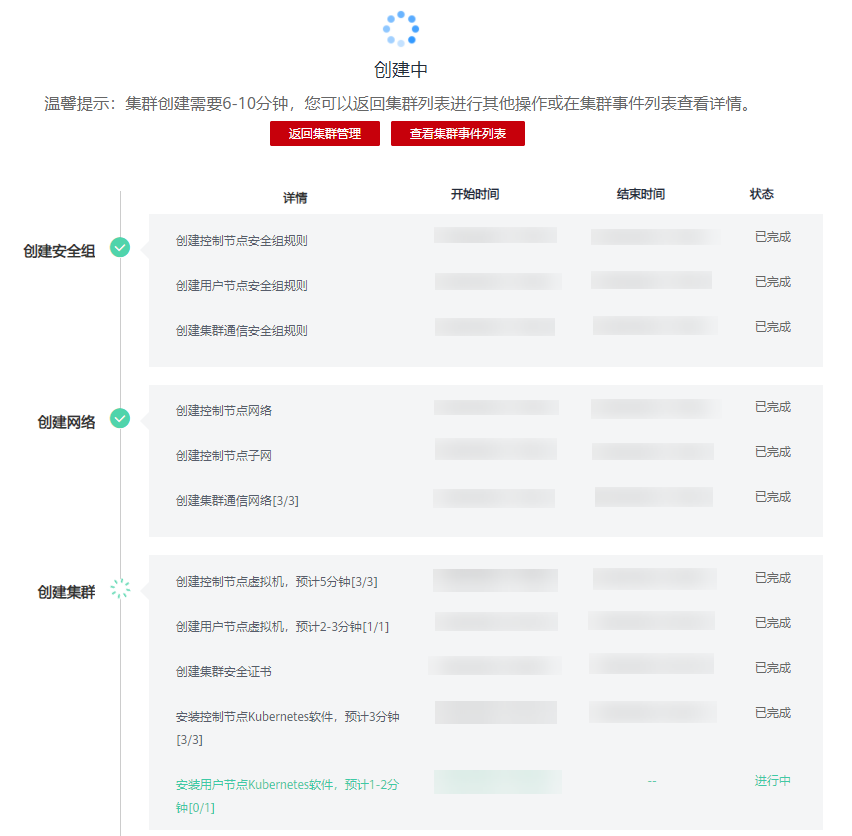 创建中
温馨提示：集群创建需要6-10分钟，您可以返回集群列表进行其他操作或在集群事件列表查看详情。
返回集群管理 查看集群事件列表
详情 开始时间 结束时间 状态
创建安全组
创建控制节点安全组规则 已完成
创建用户节点安全组规则 已完成
创建集群通信安全组规则 已完成
创建网络
创建控制节点网络 已完成
创建控制节点子网 已完成
创建集群通信网络[3/3] 已完成
创建集群
创建控制节点虚拟机，预计5分钟[3/3] 已完成
创建用户节点虚拟机，预计2-3分钟[1/1] 已完成
创建集群安全证书 已完成
安装控制节点Kubernetes软件，预计3分钟 已完成
[3/3]
安装用户节点Kubernetes软件，预计1-2分 -- 进行中
钟[0/1]